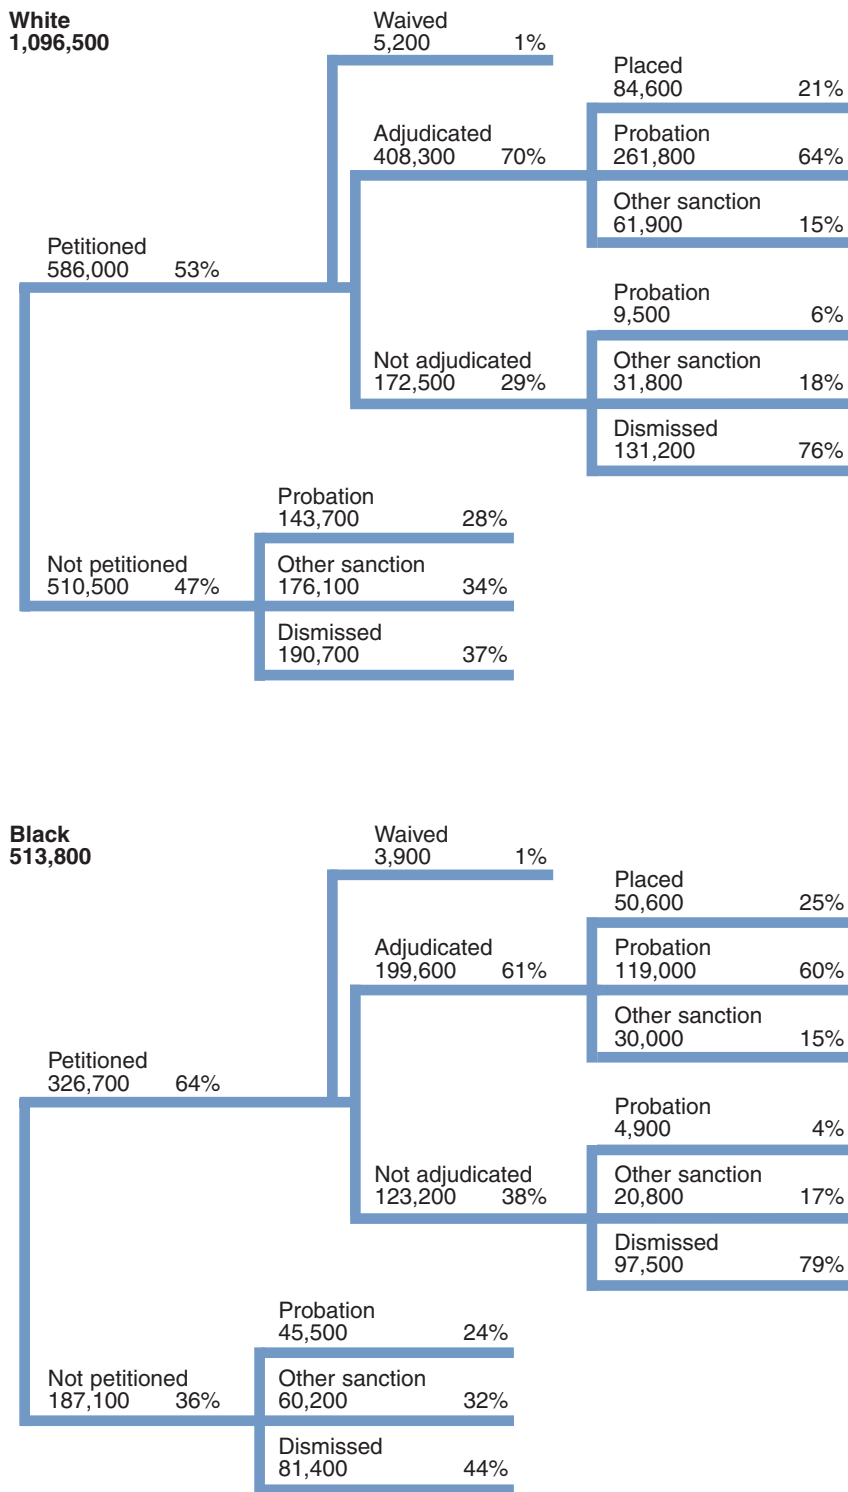 White
1,096,500
Waived
5,200 1%
Placed
84,600 21%
Adjudicated
408,300 70%
Probation
261,800 64%
Other sanction
61,900 15%
Petitioned
586,000 53%
Probation
9,500 6%
Not adjudicated
172,500 29%
Other sanction
31,800 18%
Dismissed
131,200 76%
Probation
143,700 28%
Not petitioned
510,500 47%
Other sanction
176,100 34%
Dismissed
190,700 37%
Black
513,800
Waived
3,900 1%
Placed
50,600 25%
Adjudicated
199,600 61%
Probation
119,000 60%
Other sanction
30,000 15%
Petitioned
326,700 64%
Probation
4,900 4%
Not adjudicated
123,200 38%
Other sanction
20,800 17%
Dismissed
97,500 79%
Probation
45,500 24%
Not petitioned
187,100 36%
Other sanction
60,200 32%
Dismissed
81,400 44%